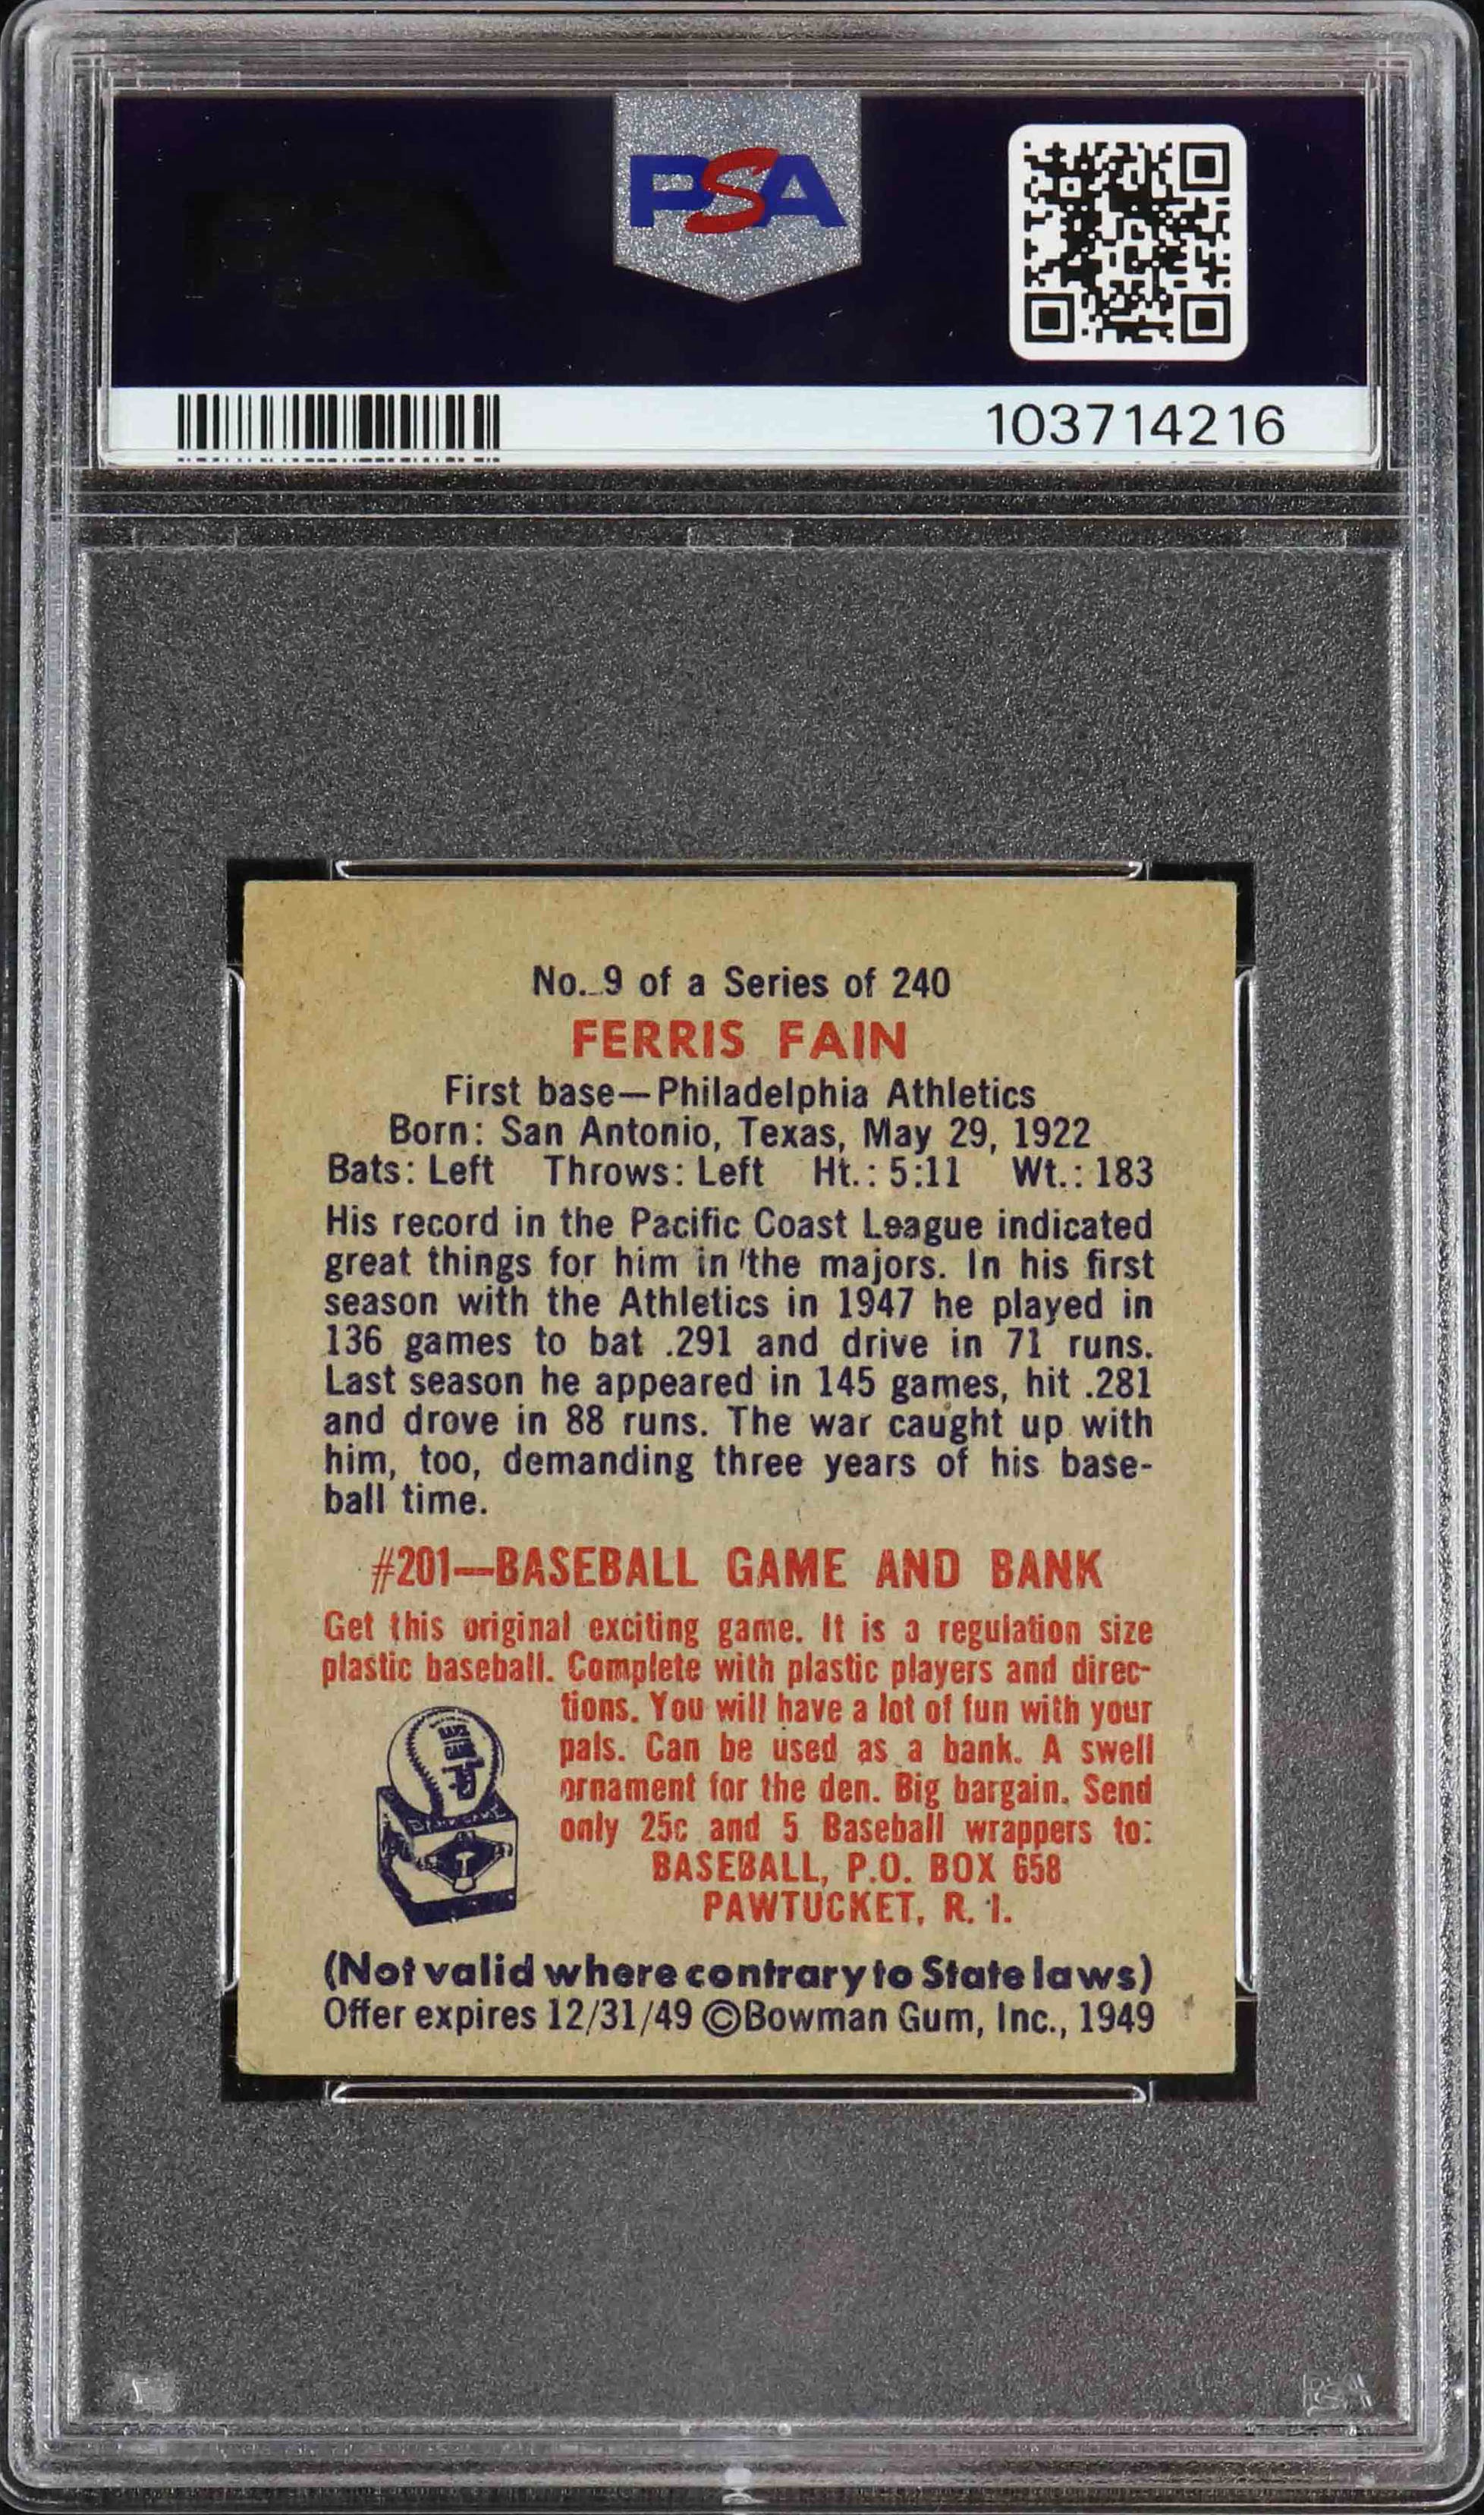 PSA
103714216
No. 9 of a Series of 240
FERRIS FAIN
First base—Philadelphia Athletics
Born: San Antonio, Texas, May 29, 1922
Bats: Left Throws: Left Ht.: 5:11 Wt.: 183
His record in the Pacific Coast League indicated
great things for him in the majors. In his first
season with the Athletics in 1947 he played in
136 games to bat .291 and drive in 71 runs.
Last season he appeared in 145 games, hit .281
and drove in 88 runs. The war caught up with
him, too, demanding three years of his base-
ball time.
#201—BASEBALL GAME AND BANK
Get this original exciting game. It is a regulation size
plastic baseball. Complete with plastic players and direc-
tions. You will have a lot of fun with your
pals. Can be used as a bank. A swell
ornament for the den. Big bargain. Send
only 25c and 5 Baseball wrappers to:
BASEBALL, P.O. BOX 658
PAWTUCKET, R. I.
(Not valid where contrary to State laws)
Offer expires 12/31/49 ©Bowman Gum, Inc., 1949
PSA